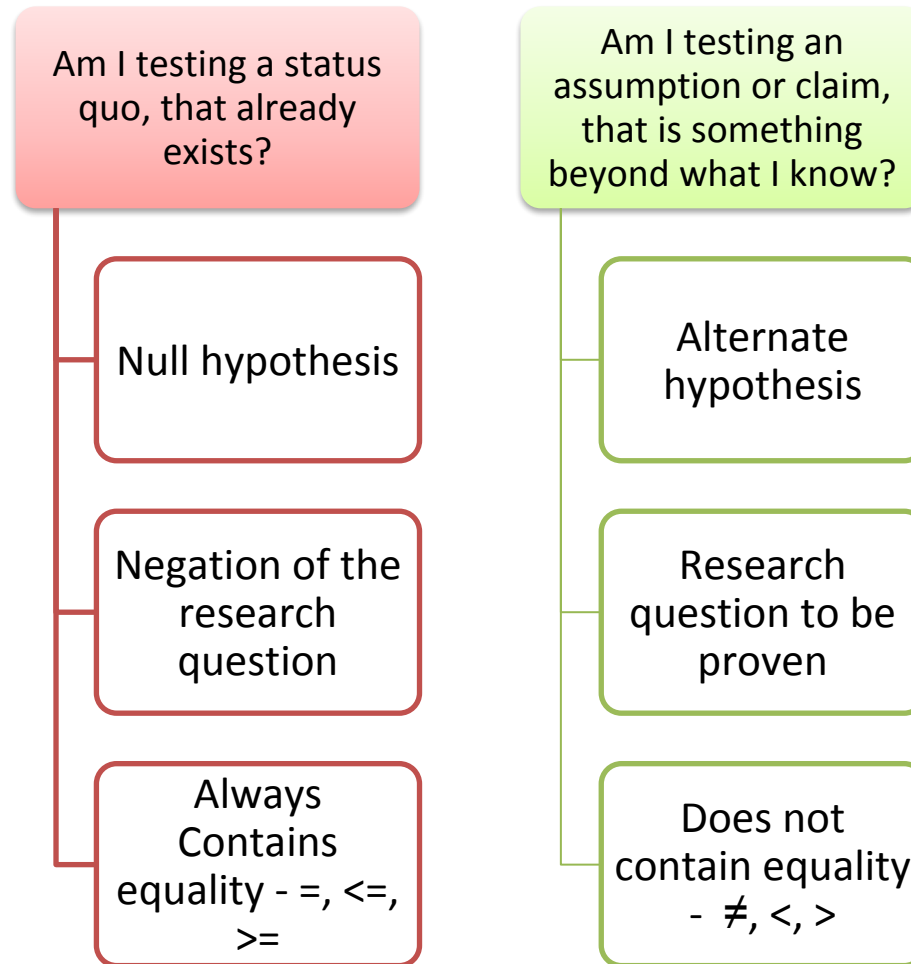 Am I testing a status
quo, that already
exists?
Null hypothesis
Negation of the
research
question
Always
Contains
equality - =, <=,
>=
Am I testing an
assumption or claim,
that is something
beyond what I know?
Alternate
hypothesis
Research
question to be
proven
Does not
contain equality
- ≠, <, >